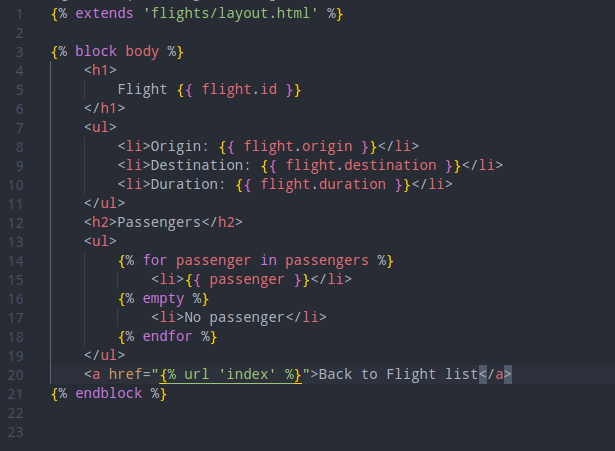 1 {% extends 'flights/layout.html' %}
2
3 {% block body %}
4     <h1>
5         Flight {{ flight.id }}
6     </h1>
7     <ul>
8         <li>Origin: {{ flight.origin }}</li>
9         <li>Destination: {{ flight.destination }}</li>
10         <li>Duration: {{ flight.duration }}</li>
11     </ul>
12     <h2>Passengers</h2>
13     <ul>
14         {% for passenger in passengers %}
15             <li>{{ passenger }}</li>
16         {% empty %}
17             <li>No passenger</li>
18         {% endfor %}
19     </ul>
20     <a href="{% url 'index' %}">Back to Flight list</a>
21 {% endblock %}
22
23